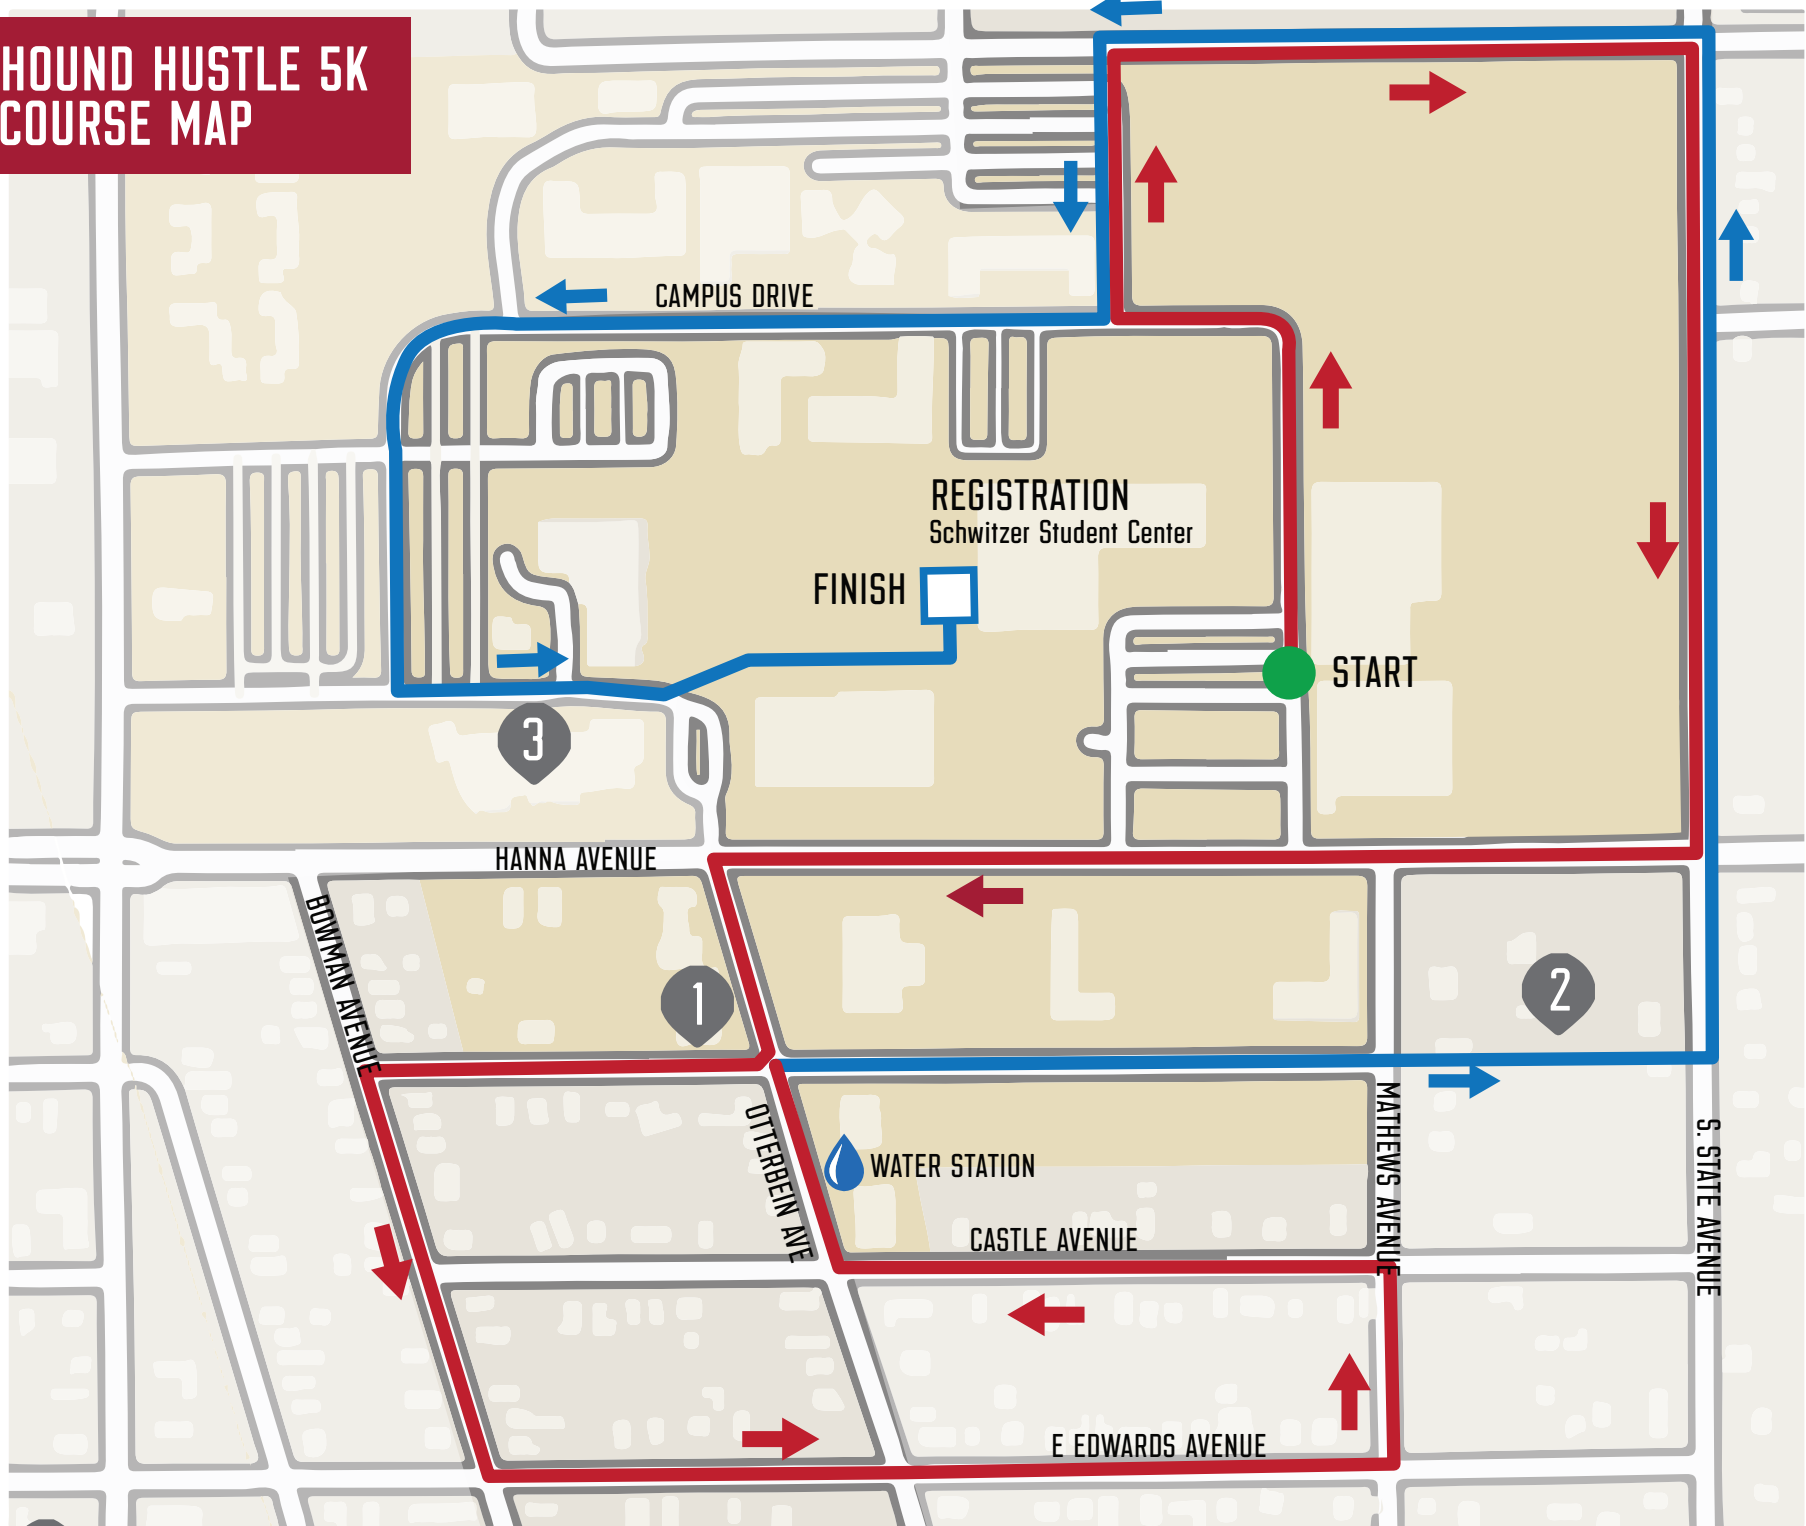 HOUND HUSTLE 5K
COURSE MAP
CAMPUS DRIVE
REGISTRATION
Schwitzer Student Center
FINISH
START
3
HANNA AVENUE
BOWMAN AVENUE
1
2
OTTERBEIN AVE
WATER STATION
MATHEWS AVENUE
S. STATE AVENUE
CASTLE AVENUE
E EDWARDS AVENUE